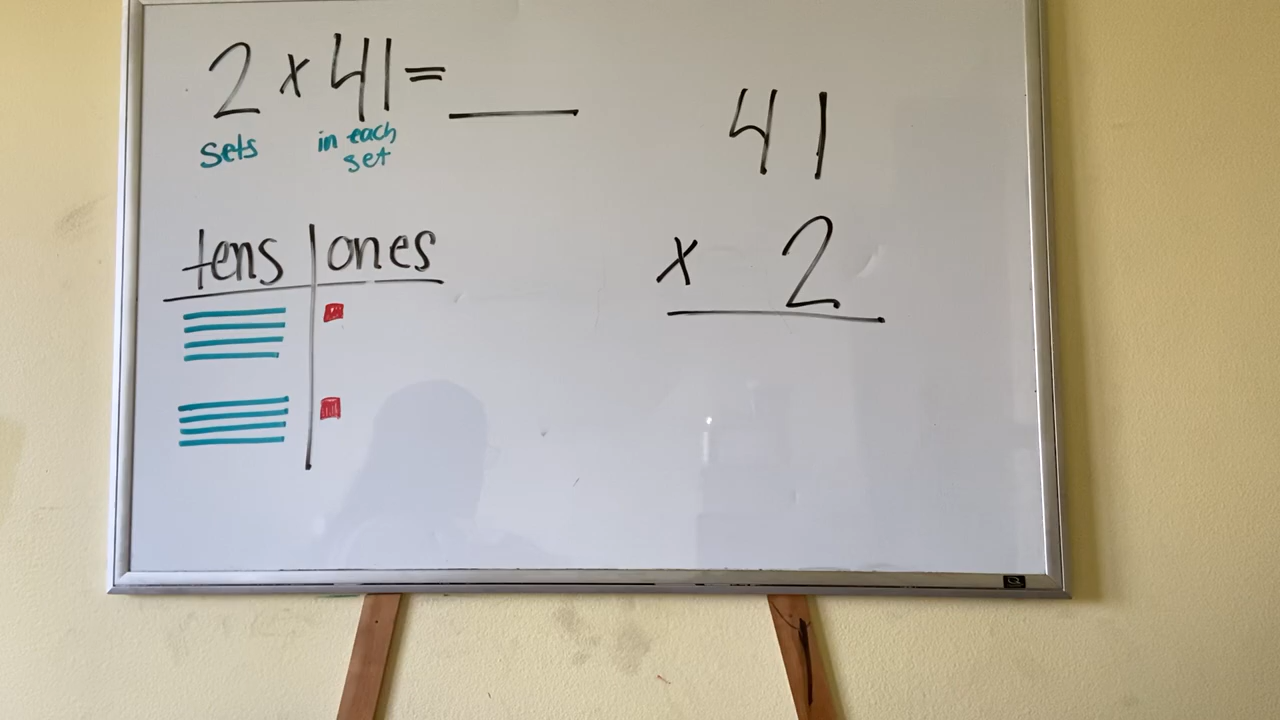 2 x 41 = ___
sets in each
set
tens | ones
41
x 2